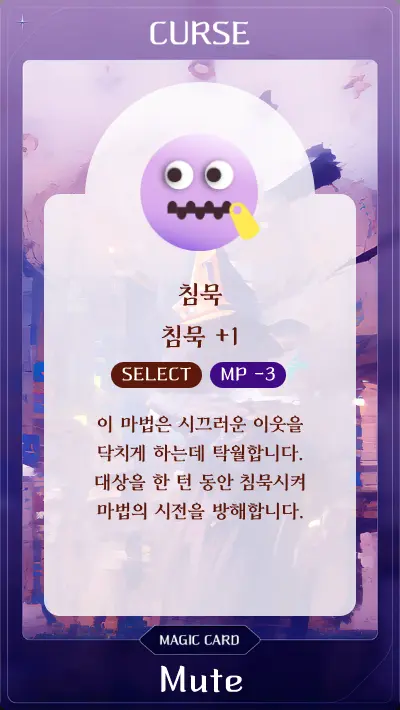 CURSE
침묵
침묵 +1
SELECT MP -3
이 마법은 시끄러운 이웃을
닥치게 하는데 탁월합니다.
대상을 한 턴 동안 침묵시켜
마법의 시전을 방해합니다.
MAGIC CARD
Mute